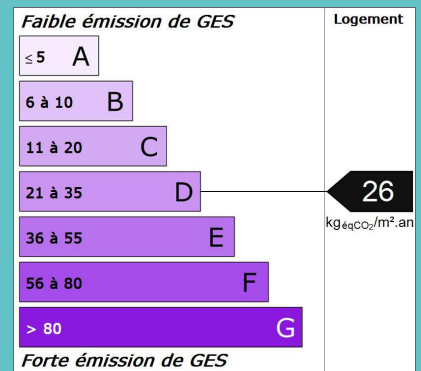 Faible émission de GES
Logement
≤ 5 A
6 à 10 B
11 à 20 C
21 à 35 D
26
kgéqCO₂/m².an
36 à 55 E
56 à 80 F
> 80 G
Forte émission de GES